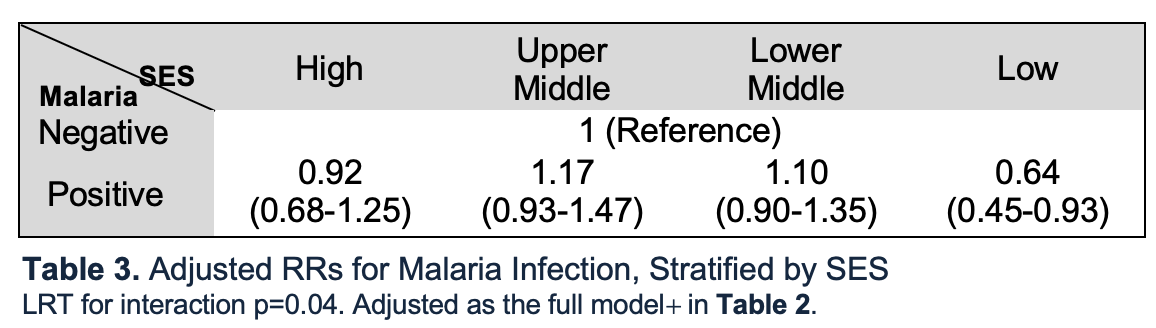 SES
Malaria
High
Upper
Middle
Lower
Middle
Low
Negative
1 (Reference)
Positive
0.92
(0.68-1.25)
1.17
(0.93-1.47)
1.10
(0.90-1.35)
0.64
(0.45-0.93)
Table 3. Adjusted RRs for Malaria Infection, Stratified by SES
LRT for interaction p=0.04. Adjusted as the full model+ in Table 2.